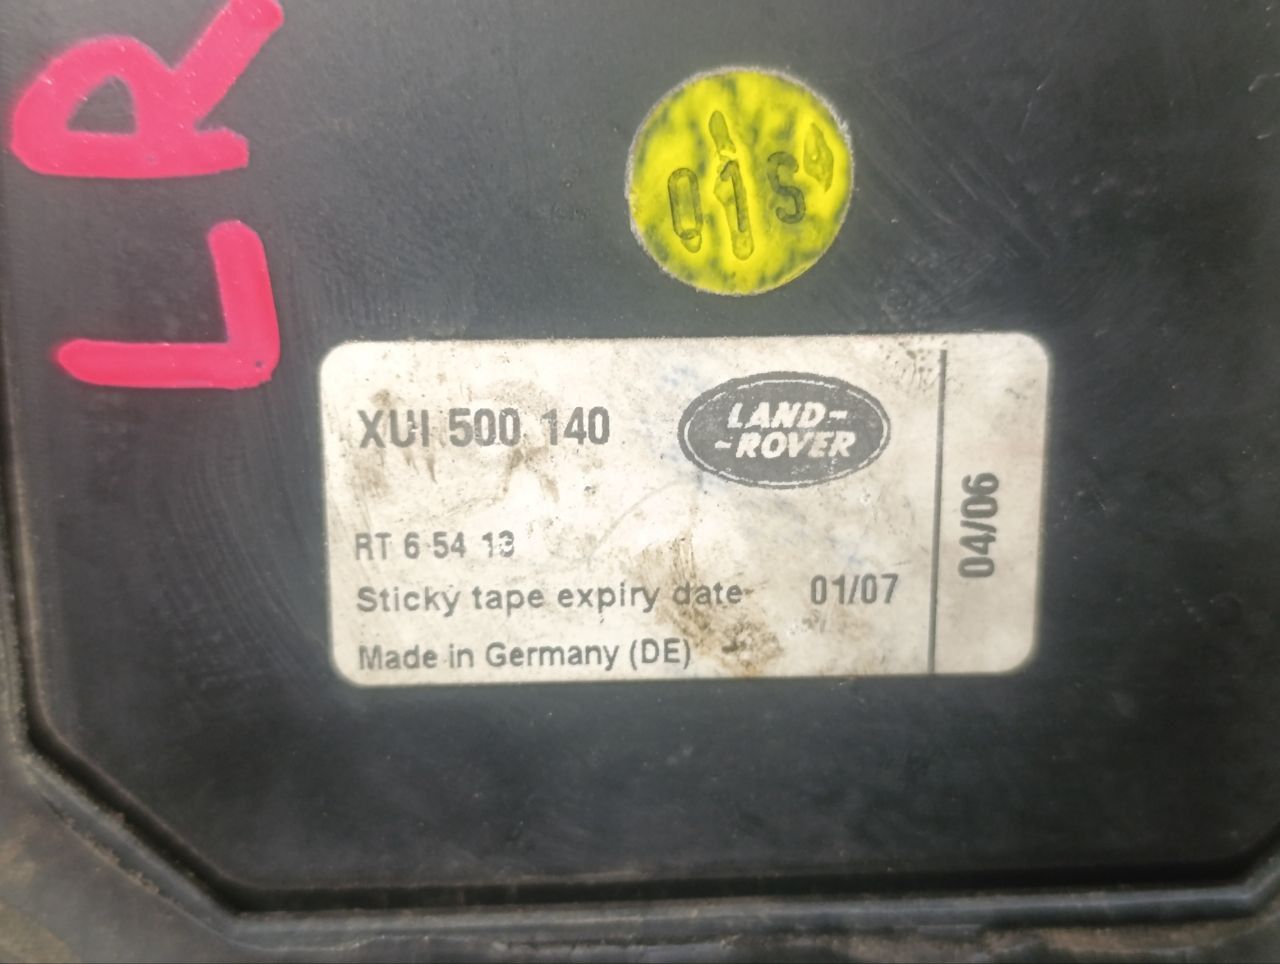 LR
01S
XUI 500 140
LAND-
-ROVER
RT 6 54 13
Sticky tape expiry date 01/07
Made in Germany (DE)
04/06